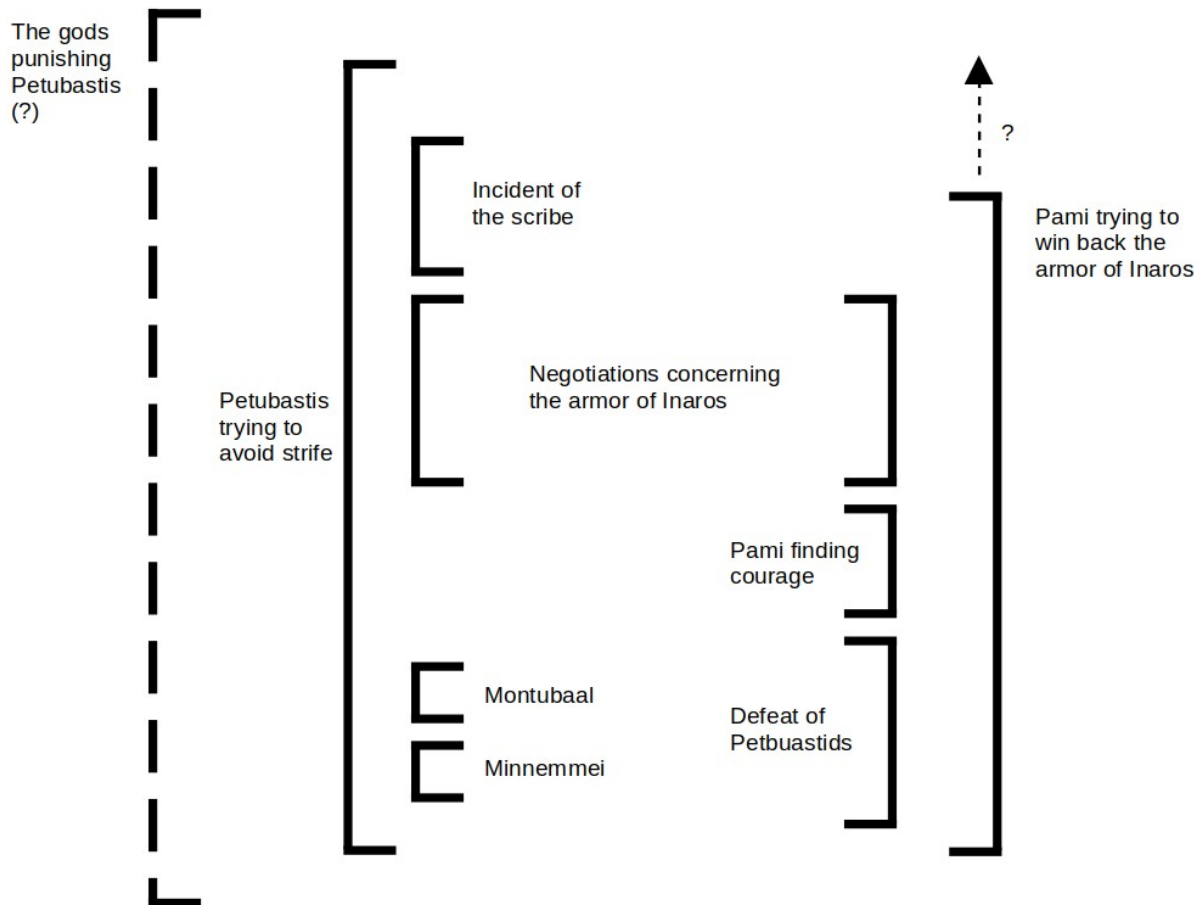 The gods
punishing
Petubastis
(?)
?
Incident of
the scribe
Pami trying to
win back the
armor of Inaros
Negotiations concerning
the armor of Inaros
Petubastis
trying to
avoid strife
Pami finding
courage
Montubaal
Defeat of
Petbuastids
Minnemmei